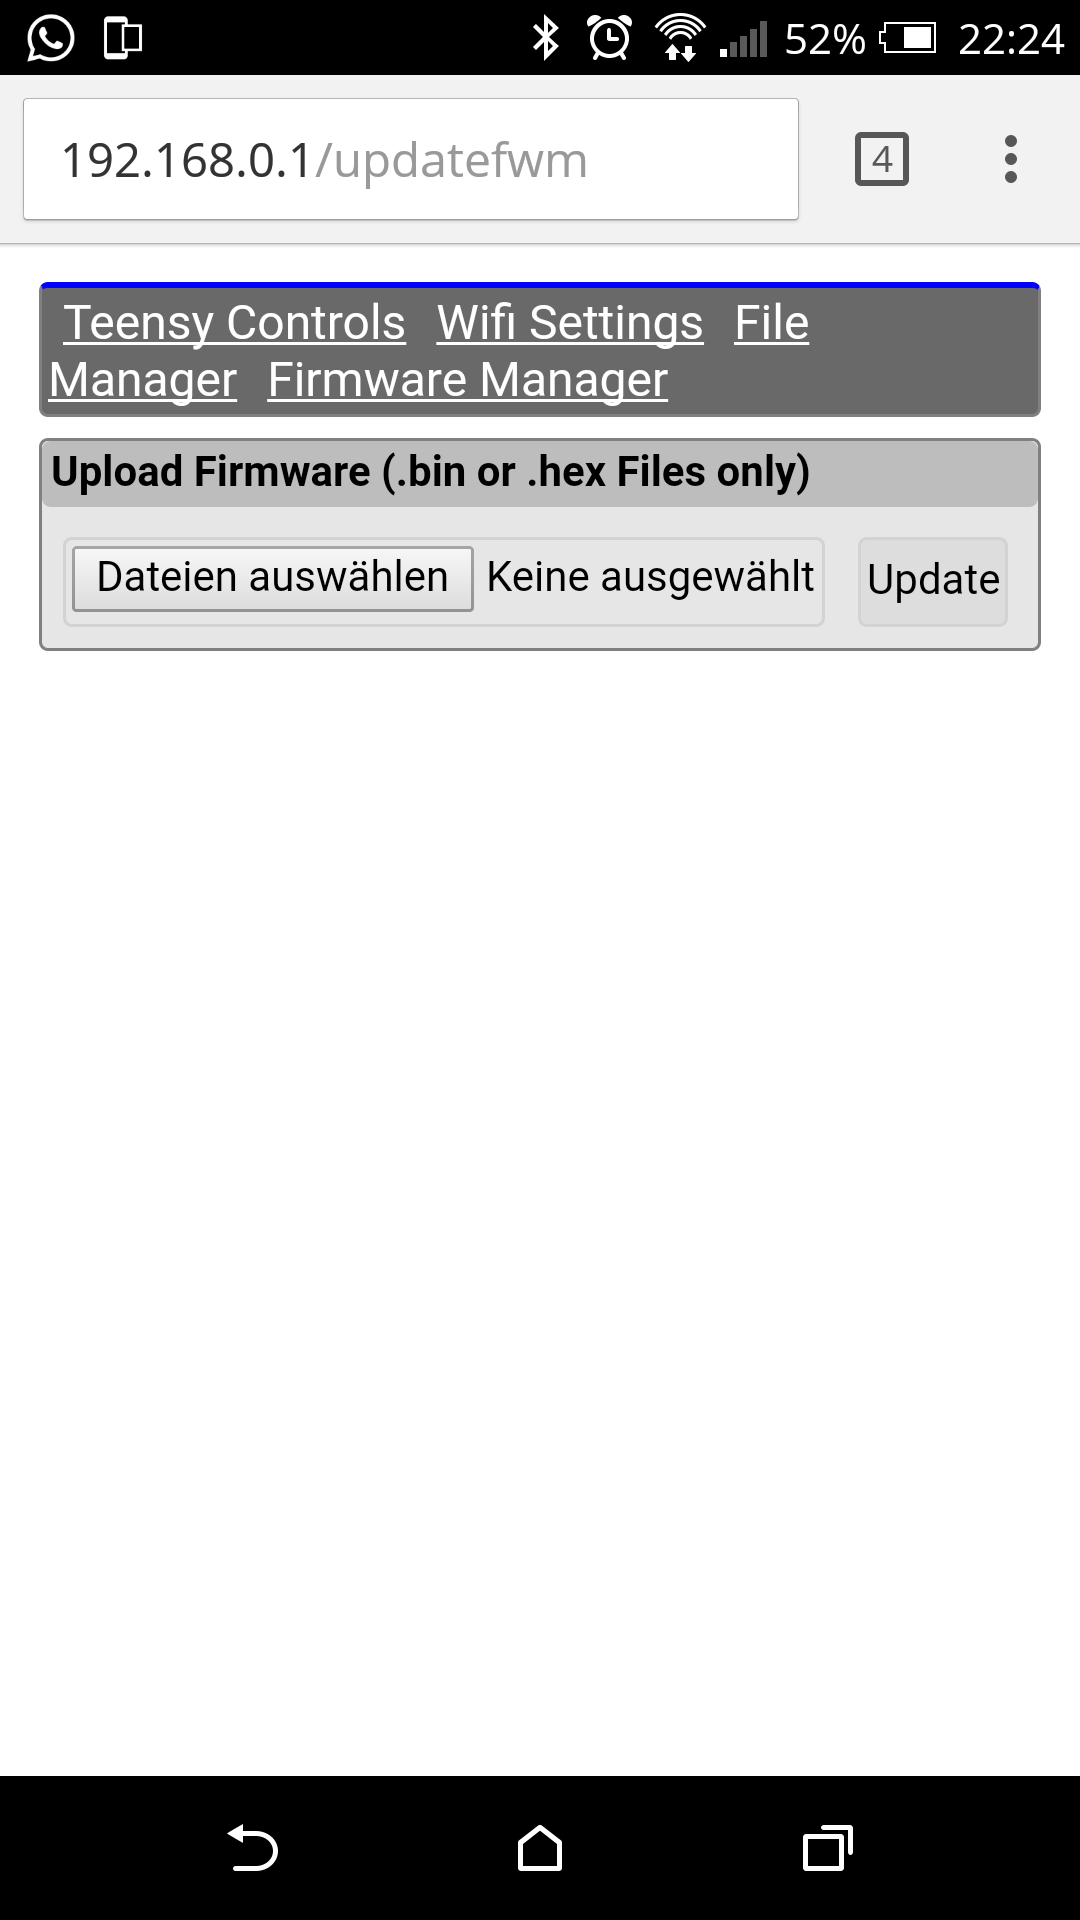 52% 22:24
192.168.0.1/updatefwm 4
Teensy Controls Wifi Settings File
Manager Firmware Manager
Upload Firmware (.bin or .hex Files only)
Dateien auswählen Keine ausgewählt Update